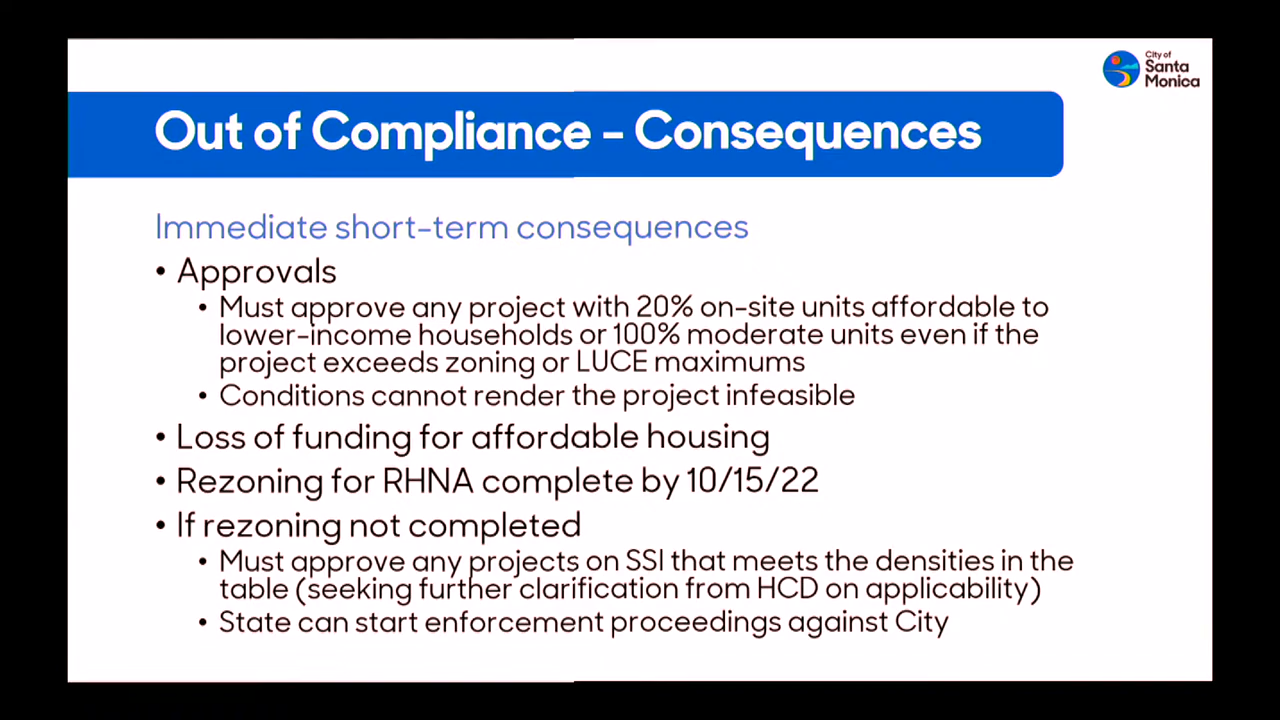 City of
Santa
Monica
Out of Compliance – Consequences
Immediate short-term consequences
• Approvals
• Must approve any project with 20% on-site units affordable to
lower-income households or 100% moderate units even if the
project exceeds zoning or LUCE maximums
• Conditions cannot render the project infeasible
• Loss of funding for affordable housing
• Rezoning for RHNA complete by 10/15/22
• If rezoning not completed
• Must approve any projects on SSI that meets the densities in the
table (seeking further clarification from HCD on applicability)
• State can start enforcement proceedings against City